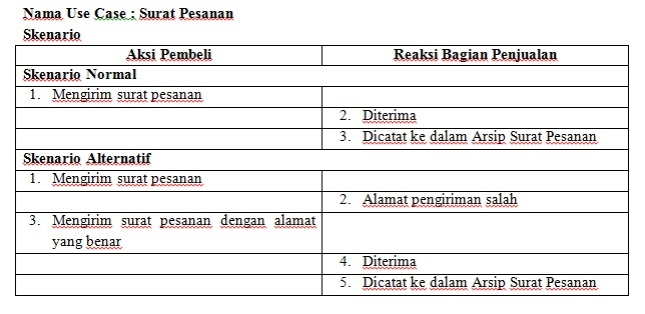 Nama Use Case : Surat Pesanan
Skenario
Aksi Pembeli Reaksi Bagian Penjualan
Skenario Normal
1. Mengirim surat pesanan
2. Diterima
3. Dicatat ke dalam Arsip Surat Pesanan
Skenario Alternatif
1. Mengirim surat pesanan
2. Alamat pengiriman salah
3. Mengirim surat pesanan dengan alamat
yang benar
4. Diterima
5. Dicatat ke dalam Arsip Surat Pesanan